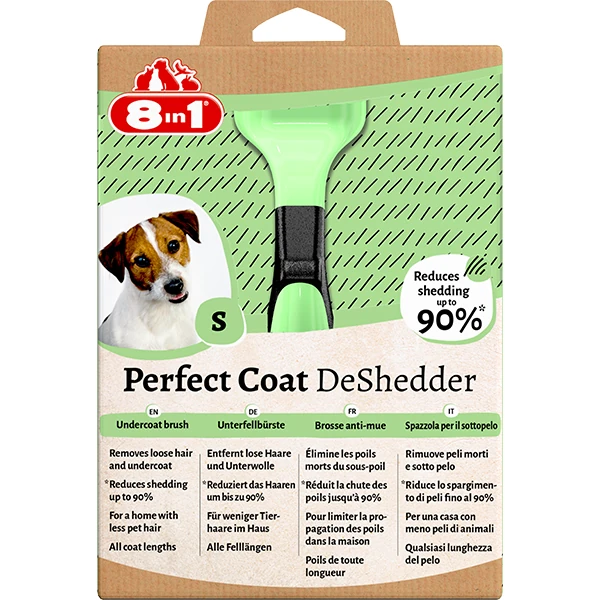 8in1®
Reduces
shedding
up to
90%*
S
Perfect Coat DeShedder
EN
Undercoat brush
Removes loose hair
and undercoat
*Reduces shedding
up to 90%
For a home with
less pet hair
All coat lengths
DE
Unterfellbürste
Entfernt lose Haare
und Unterwolle
*Reduziert das Haaren
um bis zu 90%
Für weniger Tier-
haare im Haus
Alle Felllängen
FR
Brosse anti-mue
Élimine les poils
morts du sous-poil
*Réduit la chute des
poils jusqu'à 90%
Pour limiter la pro-
pagation des poils
dans la maison
Poils de toute
longueur
IT
Spazzola per il sottopelo
Rimuove peli morti
e sotto pelo
*Riduce lo spargimen-
to di peli fino al 90%
Per una casa con
meno peli di animali
Qualsiasi lunghezza
del pelo